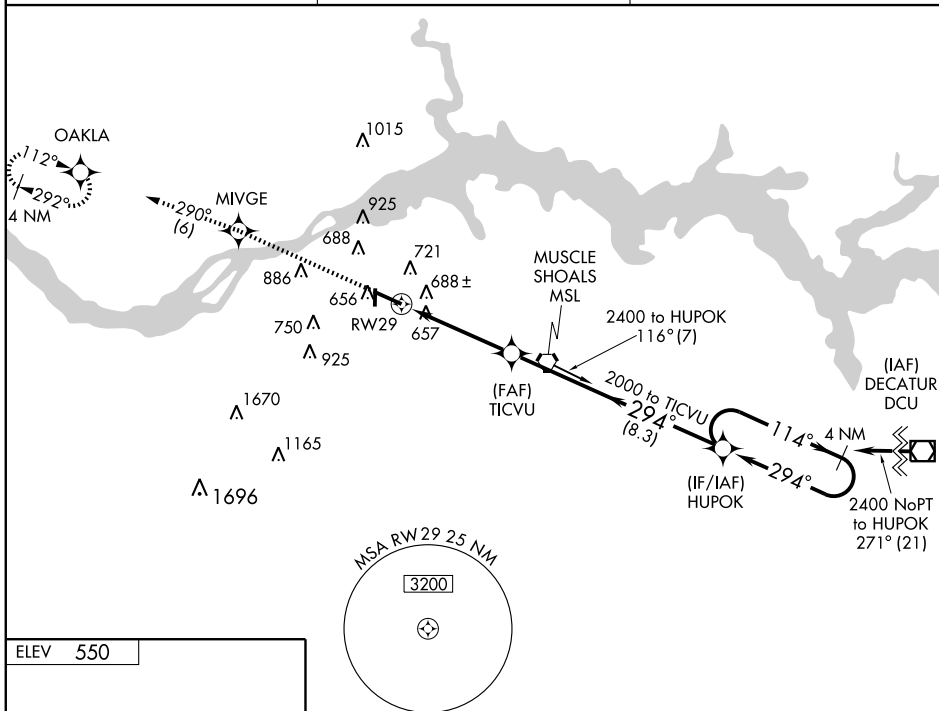 1015
OAKLA
112°
292°
4 NM
MIVGE
290°
(6)
925
688
721
886
688 ±
656
RW29
657
750
925
MUSCLE
SHOALS
MSL
2400 to HUPOK
116° (7)
(FAF)
TICVU
2000 to TICVU
294°
(8.3)
(IAF)
DECATUR
DCU
1670
1165
1696
114°
4 NM
294°
(IF/IAF)
HUPOK
2400 NoPT
to HUPOK
271° (21)
MSA RW29 25 NM
3200
ELEV 550